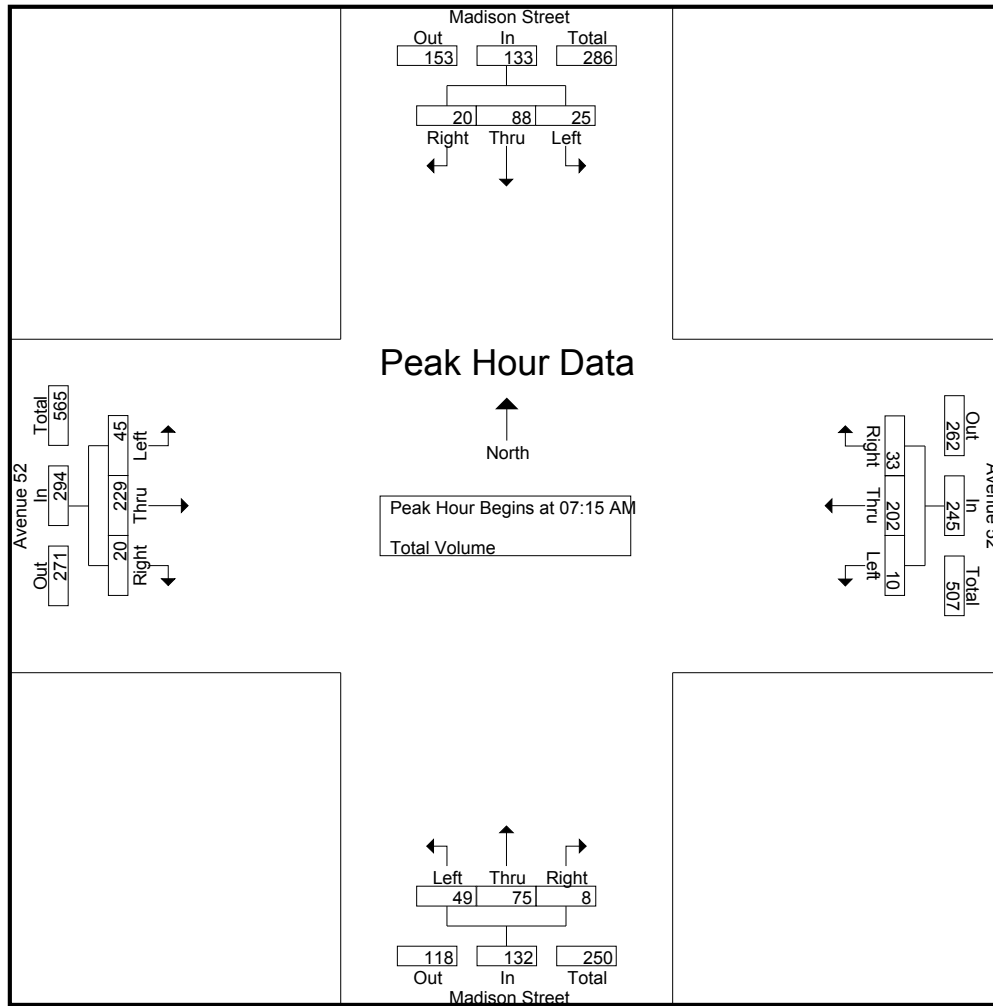 Madison Street
Out In Total
153 133 286
20 88 25
Right Thru Left
Peak Hour Data
North
Peak Hour Begins at 07:15 AM
Total Volume
Avenue 52
Total In Out
565 294 271
45 229 20
Left Thru Right
Avenue 52
Out In Total
262 245 507
33 202 10
Right Thru Left
Left Thru Right
49 75 8
118 132 250
Out In Total
Madison Street